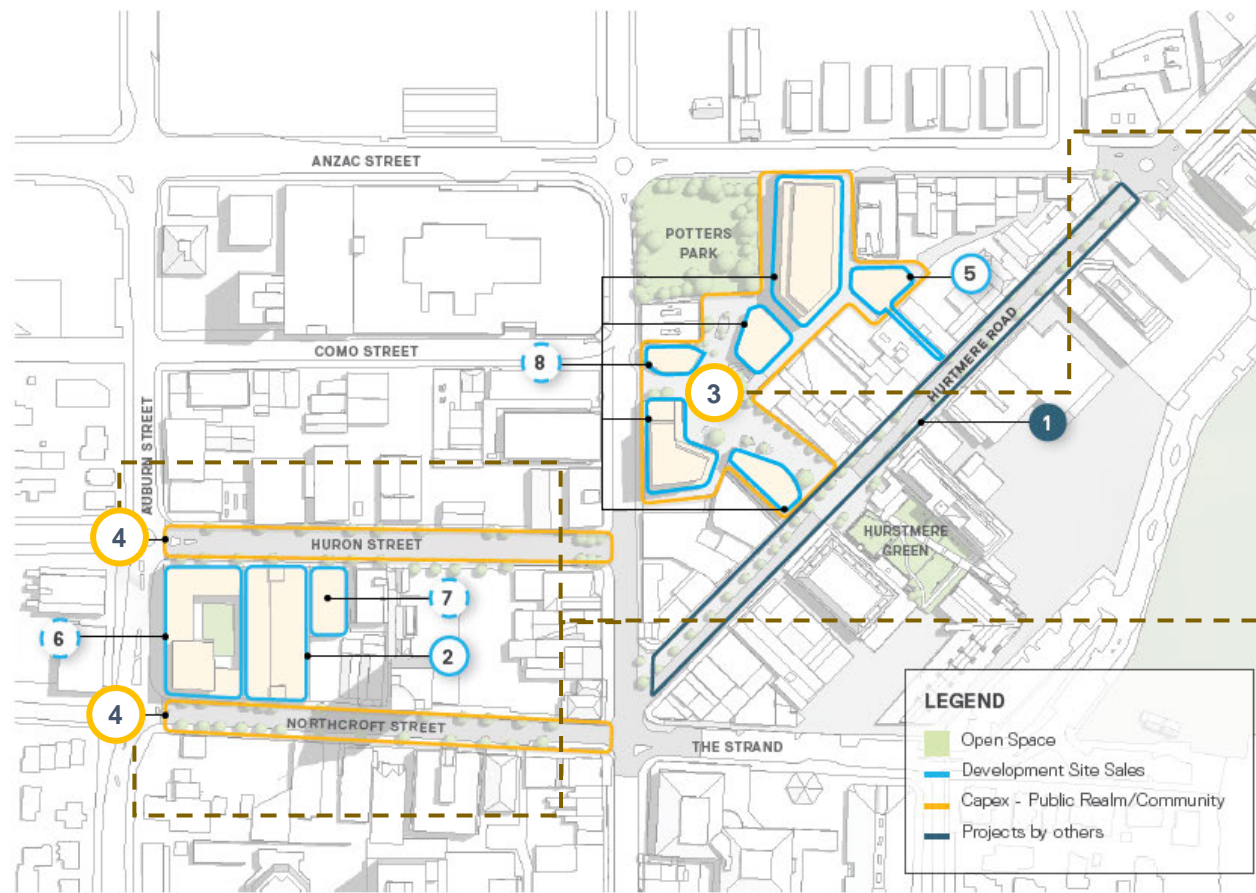 ANZAC STREET
POTTERS
PARK
5
COMO STREET
8
3
HURTMERE ROAD
1
AUBURN STREET
4
HURON STREET
HURSTMERE
GREEN
7
6
2
4
NORTHCROFT STREET
THE STRAND
LEGEND
Open Space
Development Site Sales
Capex - Public Realm/Community
Projects by others